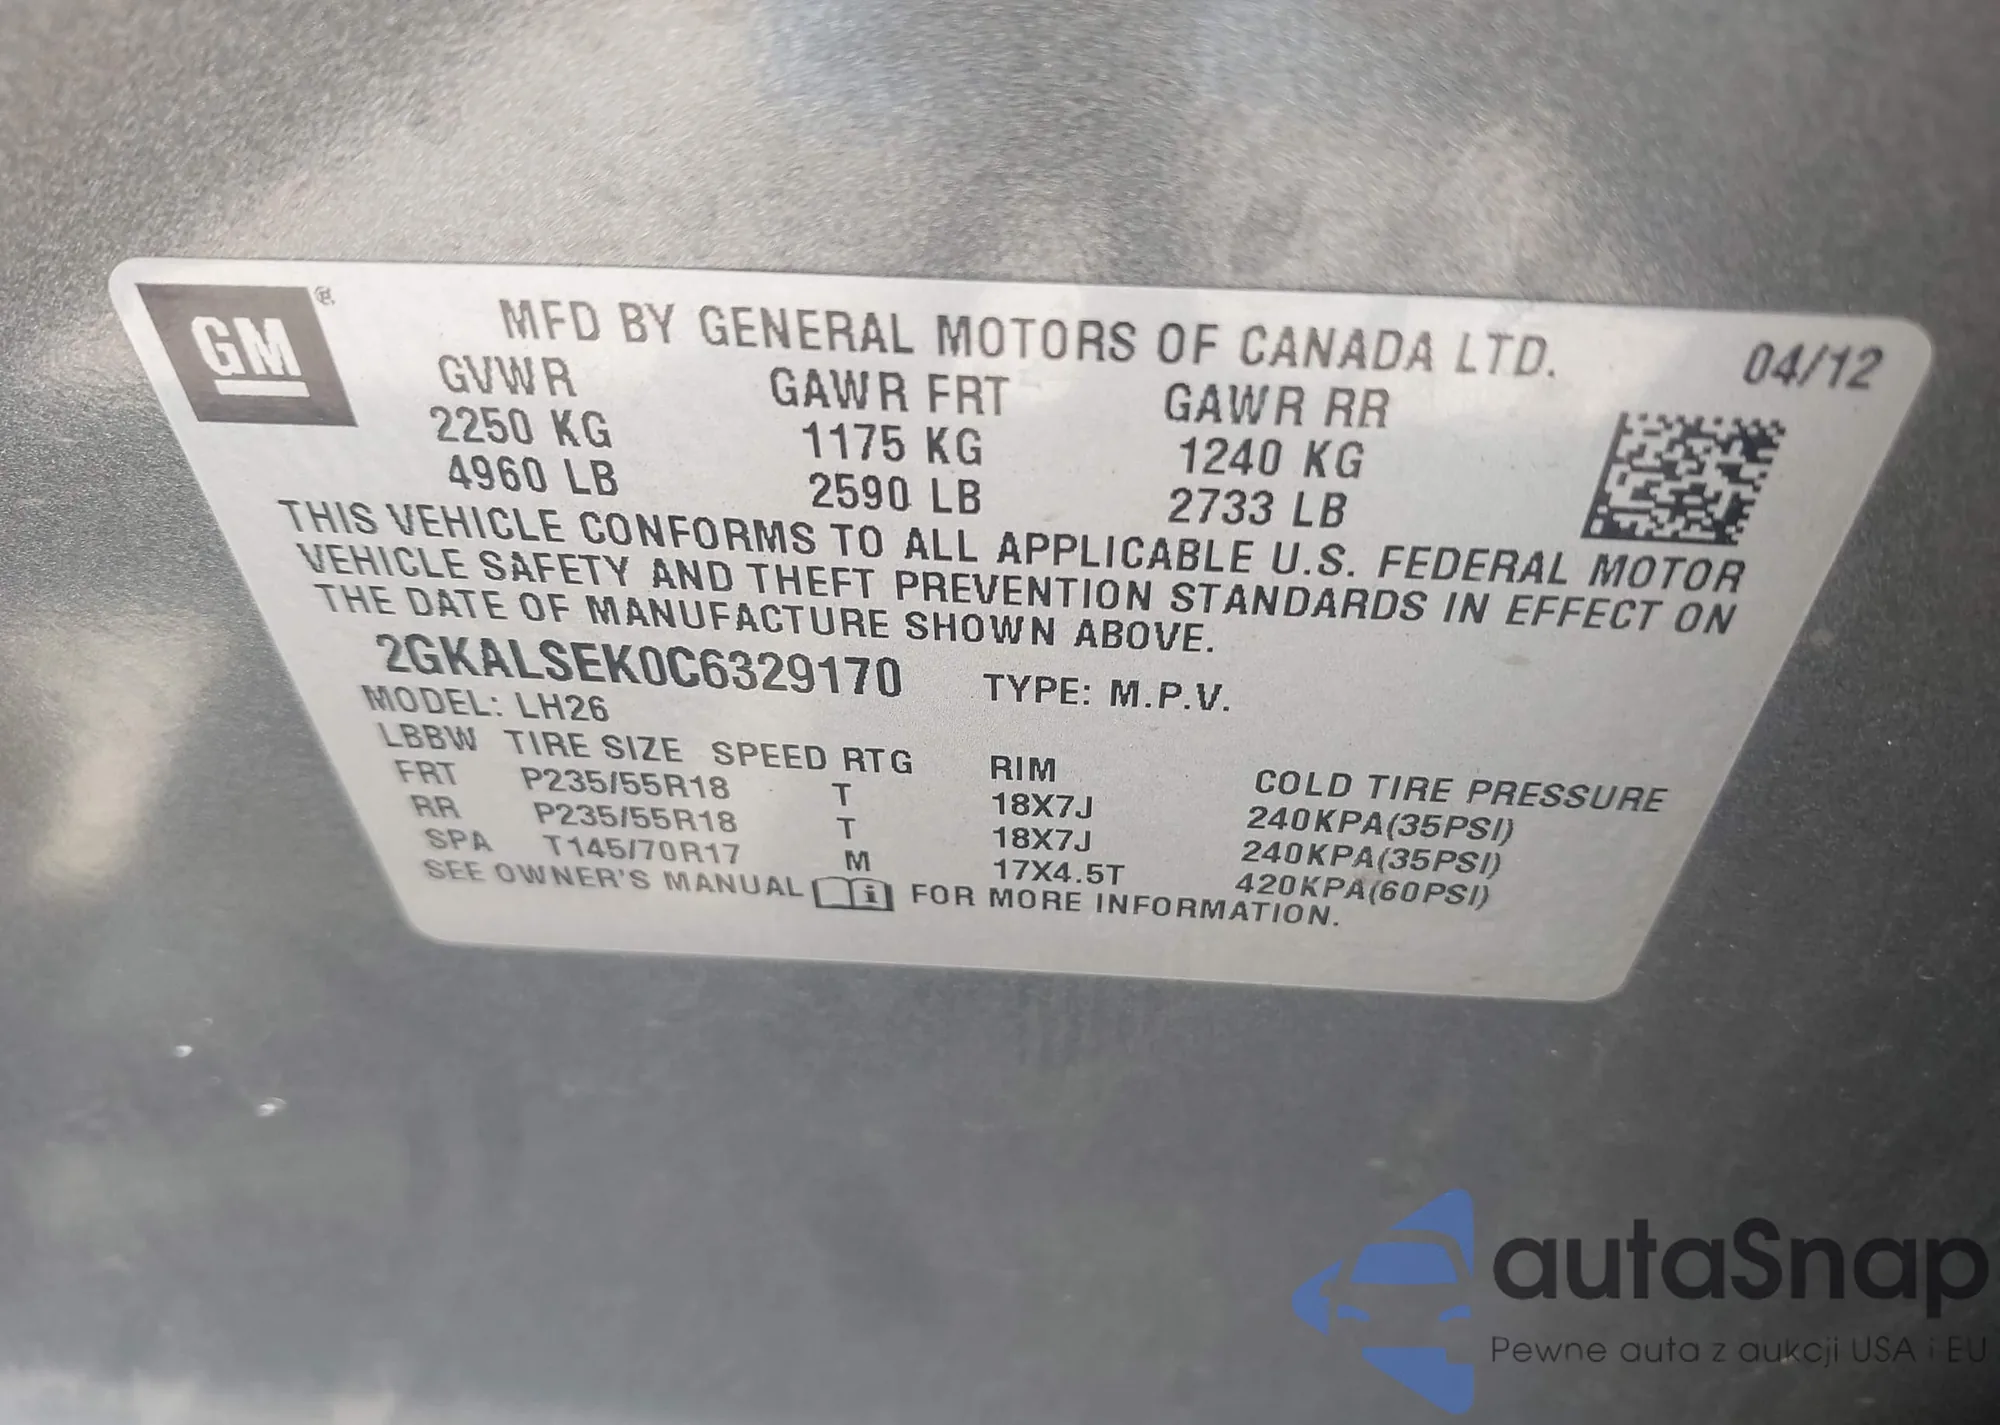 GM ®
MFD BY GENERAL MOTORS OF CANADA LTD. 04/12
GVWR GAWR FRT GAWR RR
2250 KG 1175 KG 1240 KG
4960 LB 2590 LB 2733 LB
THIS VEHICLE CONFORMS TO ALL APPLICABLE U.S. FEDERAL MOTOR
VEHICLE SAFETY AND THEFT PREVENTION STANDARDS IN EFFECT ON
THE DATE OF MANUFACTURE SHOWN ABOVE.
2GKALSEK0C6329170 TYPE: M.P.V.
MODEL: LH26
LBBW TIRE SIZE SPEED RTG RIM COLD TIRE PRESSURE
FRT P235/55R18 T 18X7J 240KPA(35PSI)
RR P235/55R18 T 18X7J 240KPA(35PSI)
SPA T145/70R17 M 17X4.5T 420KPA(60PSI)
SEE OWNER'S MANUAL i FOR MORE INFORMATION.
autaSnap
Pewne auta z aukcji USA i EU